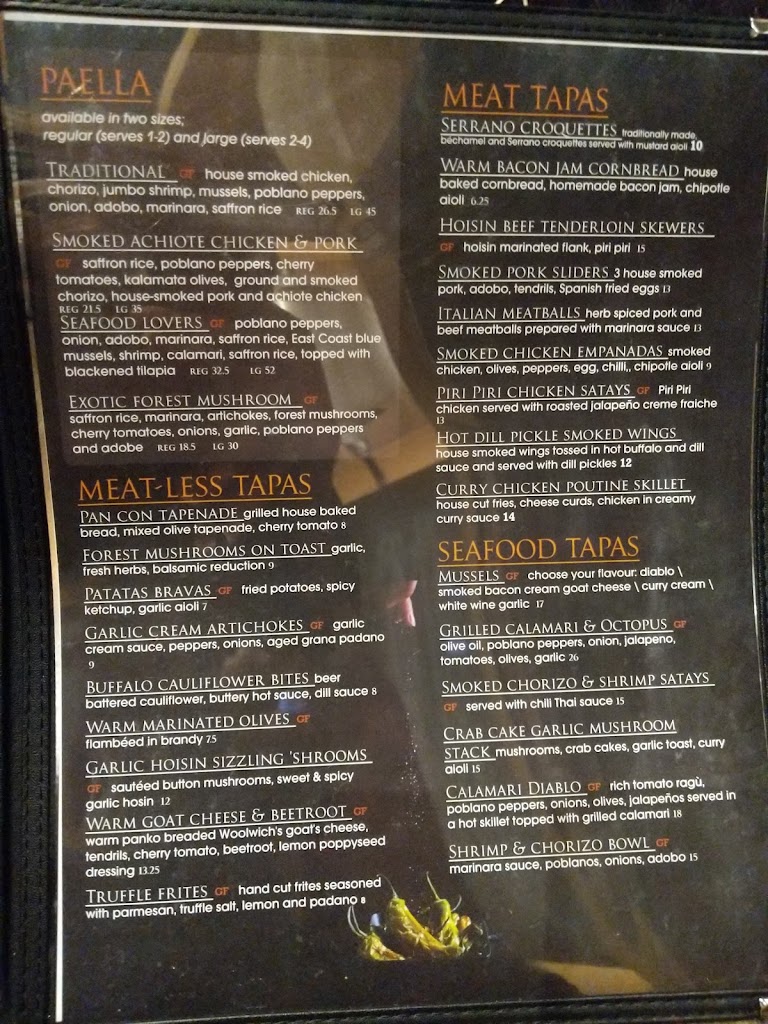 PAELLA
available in two sizes;
regular (serves 1-2) and large (serves 2-4)
TRADITIONAL GF house smoked chicken,
chorizo, jumbo shrimp, mussels, poblano peppers,
onion, adobo, marinara, saffron rice REG 26.5 LG 45
SMOKED ACHIOTE CHICKEN & PORK
GF saffron rice, poblano peppers, cherry
tomatoes, kalamata olives, ground and smoked
chorizo, house-smoked pork and achiote chicken
REG 21.5 LG 35
SEAFOOD LOVERS GF poblano peppers,
onion, adobo, marinara, saffron rice, East Coast blue
mussels, shrimp, calamari, saffron rice, topped with
blackened tilapia REG 32.5 LG 52
EXOTIC FOREST MUSHROOM GF
saffron rice, marinara, artichokes, forest mushrooms,
cherry tomatoes, onions, garlic, poblano peppers
and adobe REG 18.5 LG 30
MEAT-LESS TAPAS
PAN CON TAPENADE grilled house baked
bread, mixed olive tapenade, cherry tomato 8
FOREST MUSHROOMS ON TOAST garlic,
fresh herbs, balsamic reduction 9
PATATAS BRAVAS GF fried potatoes, spicy
ketchup, garlic aioli 7
GARLIC CREAM ARTICHOKES GF garlic
cream sauce, peppers, onions, aged grana padano
9
BUFFALO CAULIFLOWER BITES beer
battered cauliflower, buttery hot sauce, dill sauce 8
WARM MARINATED OLIVES GF
flambéed in brandy 7.5
GARLIC HOISIN SIZZLING 'SHROOMS
GF sautéed button mushrooms, sweet & spicy
garlic hosin 12
WARM GOAT CHEESE & BEETROOT GF
warm panko breaded Woolwich's goat's cheese,
tendrils, cherry tomato, beetroot, lemon poppyseed
dressing 13.25
TRUFFLE FRITES GF hand cut frites seasoned
with parmesan, truffle salt, lemon and padano 8
MEAT TAPAS
SERRANO CROQUETTES traditionally made,
béchamel and Serrano croquettes served with mustard aioli 10
WARM BACON JAM CORNBREAD house
baked cornbread, homemade bacon jam, chipotle
aioli 6.25
HOISIN BEEF TENDERLOIN SKEWERS
GF hoisin marinated flank, piri piri 15
SMOKED PORK SLIDERS 3 house smoked
pork, adobo, tendrils, Spanish fried eggs 13
ITALIAN MEATBALLS herb spiced pork and
beef meatballs prepared with marinara sauce 13
SMOKED CHICKEN EMPANADAS smoked
chicken, olives, peppers, egg, chilli,, chipotle aioli 9
PIRI PIRI CHICKEN SATAYS GF Piri Piri
chicken served with roasted jalapeño creme fraiche
13
HOT DILL PICKLE SMOKED WINGS
house smoked wings tossed in hot buffalo and dill
sauce and served with dill pickles 12
CURRY CHICKEN POUTINE SKILLET
house cut fries, cheese curds, chicken in creamy
curry sauce 14
SEAFOOD TAPAS
MUSSELS GF choose your flavour: diablo \
smoked bacon cream goat cheese \ curry cream \
white wine garlic 17
GRILLED CALAMARI & OCTOPUS GF
olive oil, poblano peppers, onion, jalapeno,
tomatoes, olives, garlic 26
SMOKED CHORIZO & SHRIMP SATAYS
GF served with chili Thai sauce 15
CRAB CAKE GARLIC MUSHROOM
STACK mushrooms, crab cakes, garlic toast, curry
aioli 15
CALAMARI DIABLO GF rich tomato ragù,
poblano peppers, onions, olives, jalapeños served in
a hot skillet topped with grilled calamari 18
SHRIMP & CHORIZO BOWL GF
marinara sauce, poblanos, onions, adobo 15